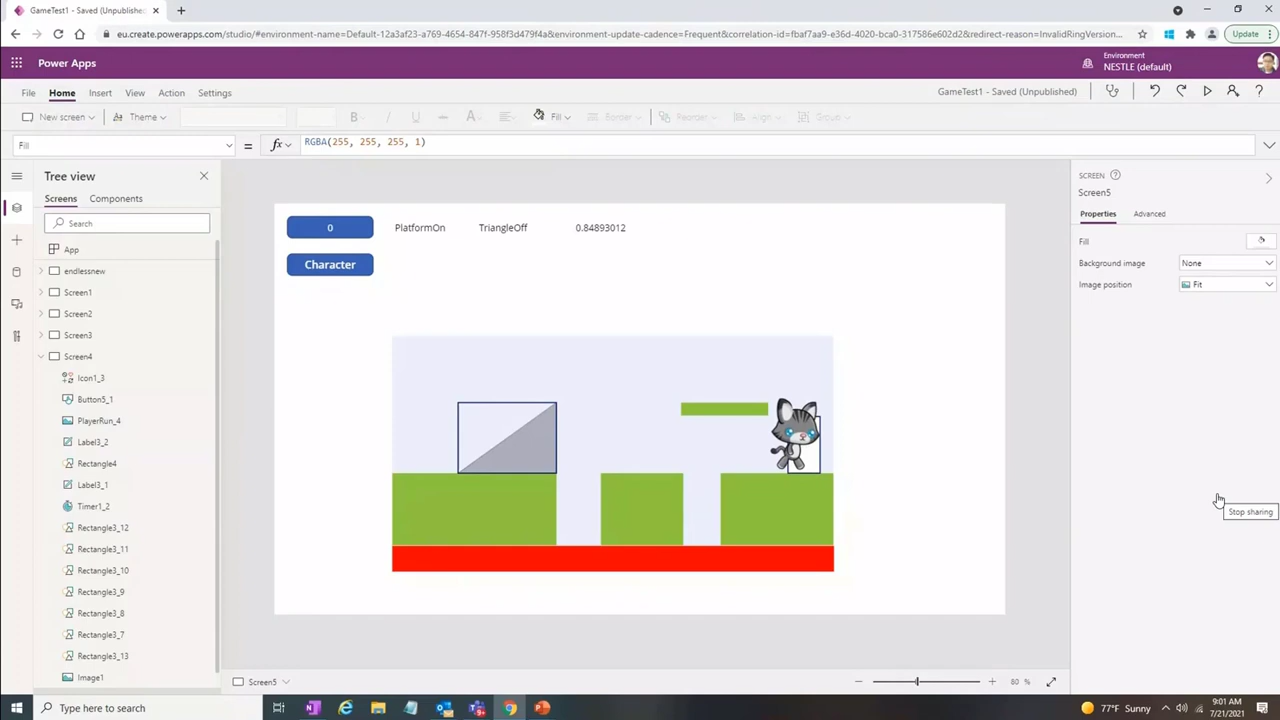 GameTest1 - Saved (Unpublished)
eu.create.powerapps.com/studio/#environment-name=Default-12a3af23-a769-4654-847f-958f3d479f4a&environment-update-cadence=Frequent&correlation-id=fbaf7aa9-e36d-4020-bca0-317586e602d2&redirect-reason=InvalidRingVersion...
Update
Power Apps
Environment
NESTLE (default)
File Home Insert View Action Settings
GameTest1 - Saved (Unpublished)
New screen Theme B I U A Fill Border Reorder Align Group
Fill = fx RGBA(255, 255, 255, 1)
Tree view
Screens Components
Search
App
endlessnew
Screen1
Screen2
Screen3
Screen4
Icon1_3
Button5_1
PlayerRun_4
Label3_2
Rectangle4
Label3_1
Timer1_2
Rectangle3_12
Rectangle3_11
Rectangle3_10
Rectangle3_9
Rectangle3_8
Rectangle3_7
Rectangle3_13
Image1
0 PlatformOn TriangleOff 0.84893012
Character
Screen5 80 %
SCREEN
Screen5
Properties Advanced
Fill
Background image None
Image position Fit
Stop sharing
Type here to search
77°F Sunny
9:01 AM
7/21/2021